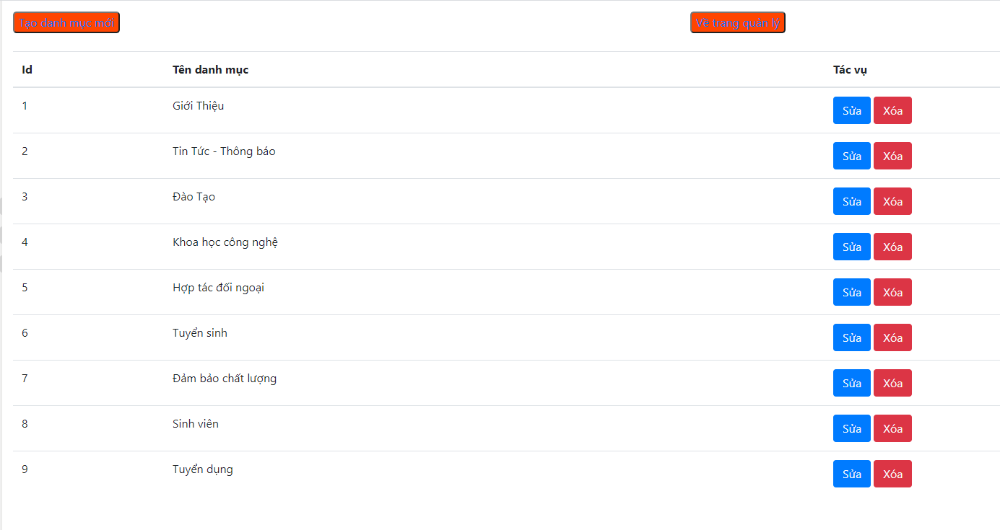 Tạo danh mục mới Về trang quản lý
Id Tên danh mục Tác vụ
1 Giới Thiệu Sửa Xóa
2 Tin Tức - Thông báo Sửa Xóa
3 Đào Tạo Sửa Xóa
4 Khoa học công nghệ Sửa Xóa
5 Hợp tác đối ngoại Sửa Xóa
6 Tuyển sinh Sửa Xóa
7 Đảm bảo chất lượng Sửa Xóa
8 Sinh viên Sửa Xóa
9 Tuyển dụng Sửa Xóa